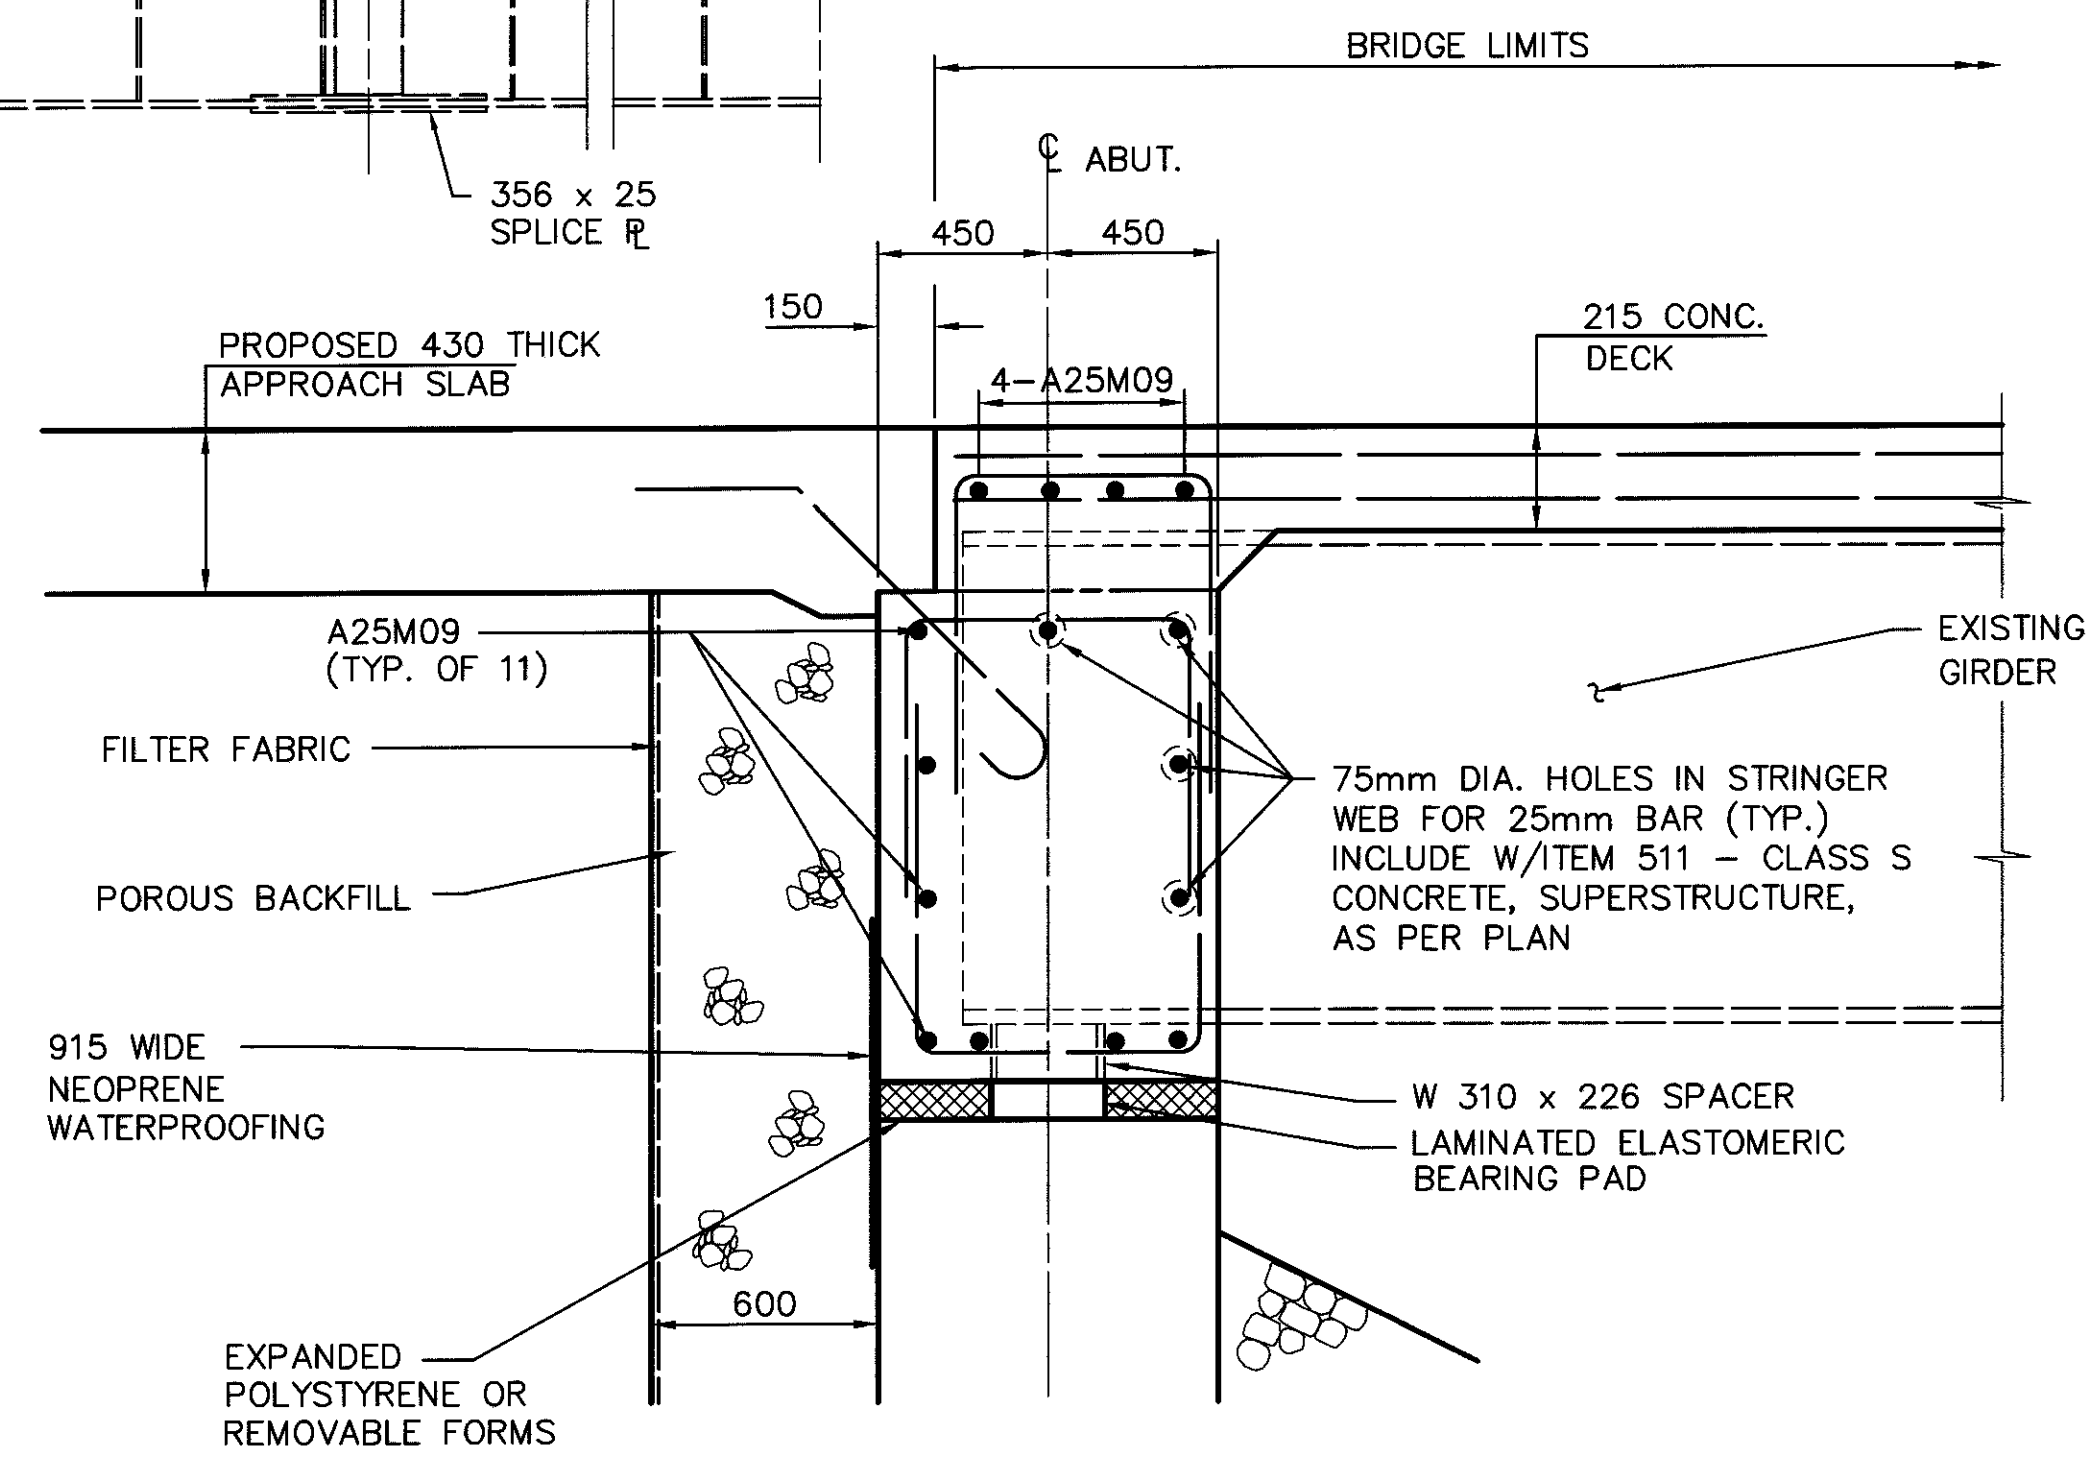 BRIDGE LIMITS
℄ ABUT.
356 x 25
SPLICE ⅊
450
450
150
215 CONC.
DECK
PROPOSED 430 THICK
APPROACH SLAB
4-A25M09
A25M09
(TYP. OF 11)
EXISTING
GIRDER
FILTER FABRIC
75mm DIA. HOLES IN STRINGER
WEB FOR 25mm BAR (TYP.)
INCLUDE W/ITEM 511 - CLASS S
CONCRETE, SUPERSTRUCTURE,
AS PER PLAN
POROUS BACKFILL
915 WIDE
NEOPRENE
WATERPROOFING
W 310 x 226 SPACER
LAMINATED ELASTOMERIC
BEARING PAD
600
EXPANDED
POLYSTYRENE OR
REMOVABLE FORMS